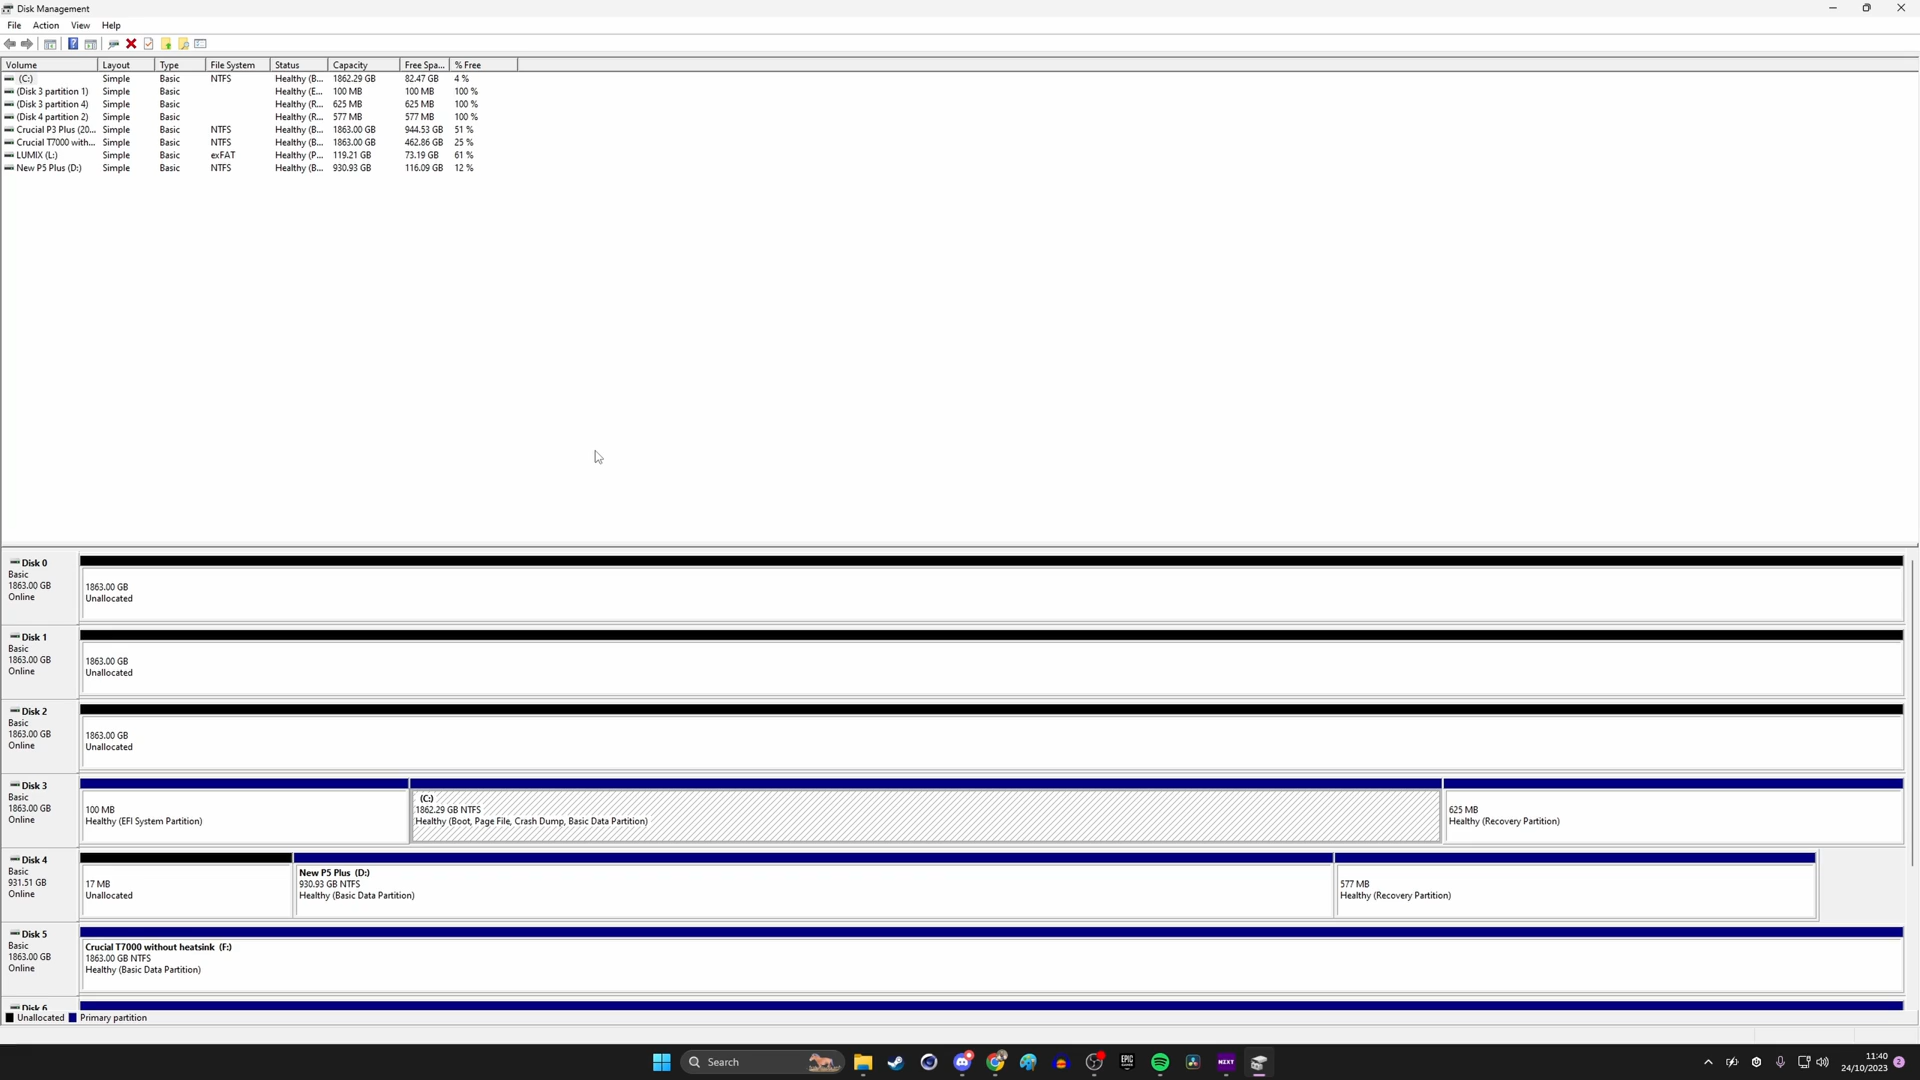 Disk Management
File Action View Help
Volume Layout Type File System Status Capacity Free Spa... % Free
(C:) Simple Basic NTFS Healthy (B... 1862.29 GB 82.47 GB 4 %
(Disk 3 partition 1) Simple Basic Healthy (E... 100 MB 100 MB 100 %
(Disk 3 partition 4) Simple Basic Healthy (R... 625 MB 625 MB 100 %
(Disk 4 partition 2) Simple Basic Healthy (R... 577 MB 577 MB 100 %
Crucial P3 Plus (20... Simple Basic NTFS Healthy (B... 1863.00 GB 944.53 GB 51 %
Crucial T7000 with... Simple Basic NTFS Healthy (B... 1863.00 GB 462.86 GB 25 %
LUMIX (L:) Simple Basic exFAT Healthy (P... 119.21 GB 73.19 GB 61 %
New P5 Plus (D:) Simple Basic NTFS Healthy (B... 930.93 GB 116.09 GB 12 %
Disk 0
Basic
1863.00 GB
Online
1863.00 GB
Unallocated
Disk 1
Basic
1863.00 GB
Online
1863.00 GB
Unallocated
Disk 2
Basic
1863.00 GB
Online
1863.00 GB
Unallocated
Disk 3
Basic
1863.00 GB
Online
100 MB
Healthy (EFI System Partition)
(C:)
1862.29 GB NTFS
Healthy (Boot, Page File, Crash Dump, Basic Data Partition)
625 MB
Healthy (Recovery Partition)
Disk 4
Basic
931.51 GB
Online
17 MB
Unallocated
New P5 Plus (D:)
930.93 GB NTFS
Healthy (Basic Data Partition)
577 MB
Healthy (Recovery Partition)
Disk 5
Basic
1863.00 GB
Online
Crucial T7000 without heatsink (F:)
1863.00 GB NTFS
Healthy (Basic Data Partition)
Disk 6
Unallocated Primary partition
Search
EPIC
NZXT
11:40
24/10/2023
2